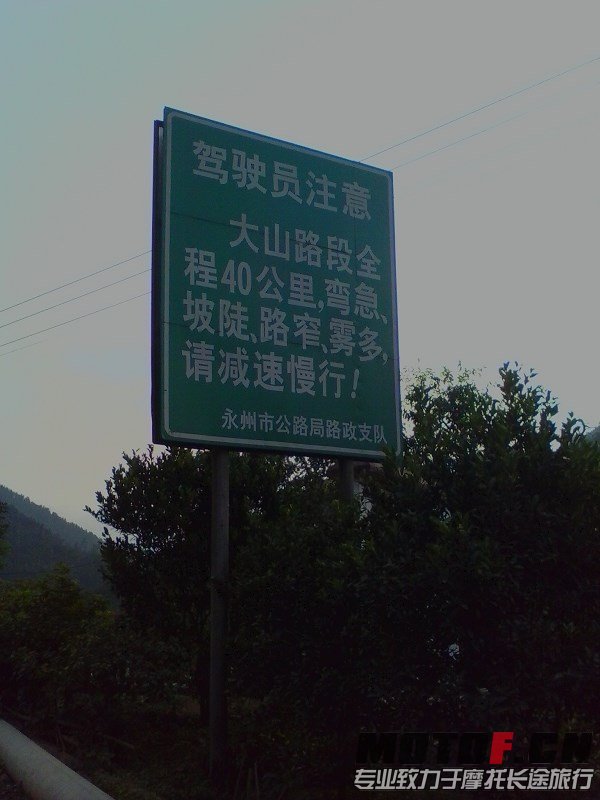 驾驶员注意
大山路段全
程40公里,弯急、
坡陡、路窄、雾多,
请减速慢行!
永州市公路局路政支队
MOTOF.CN
专业致力于摩托长途旅行